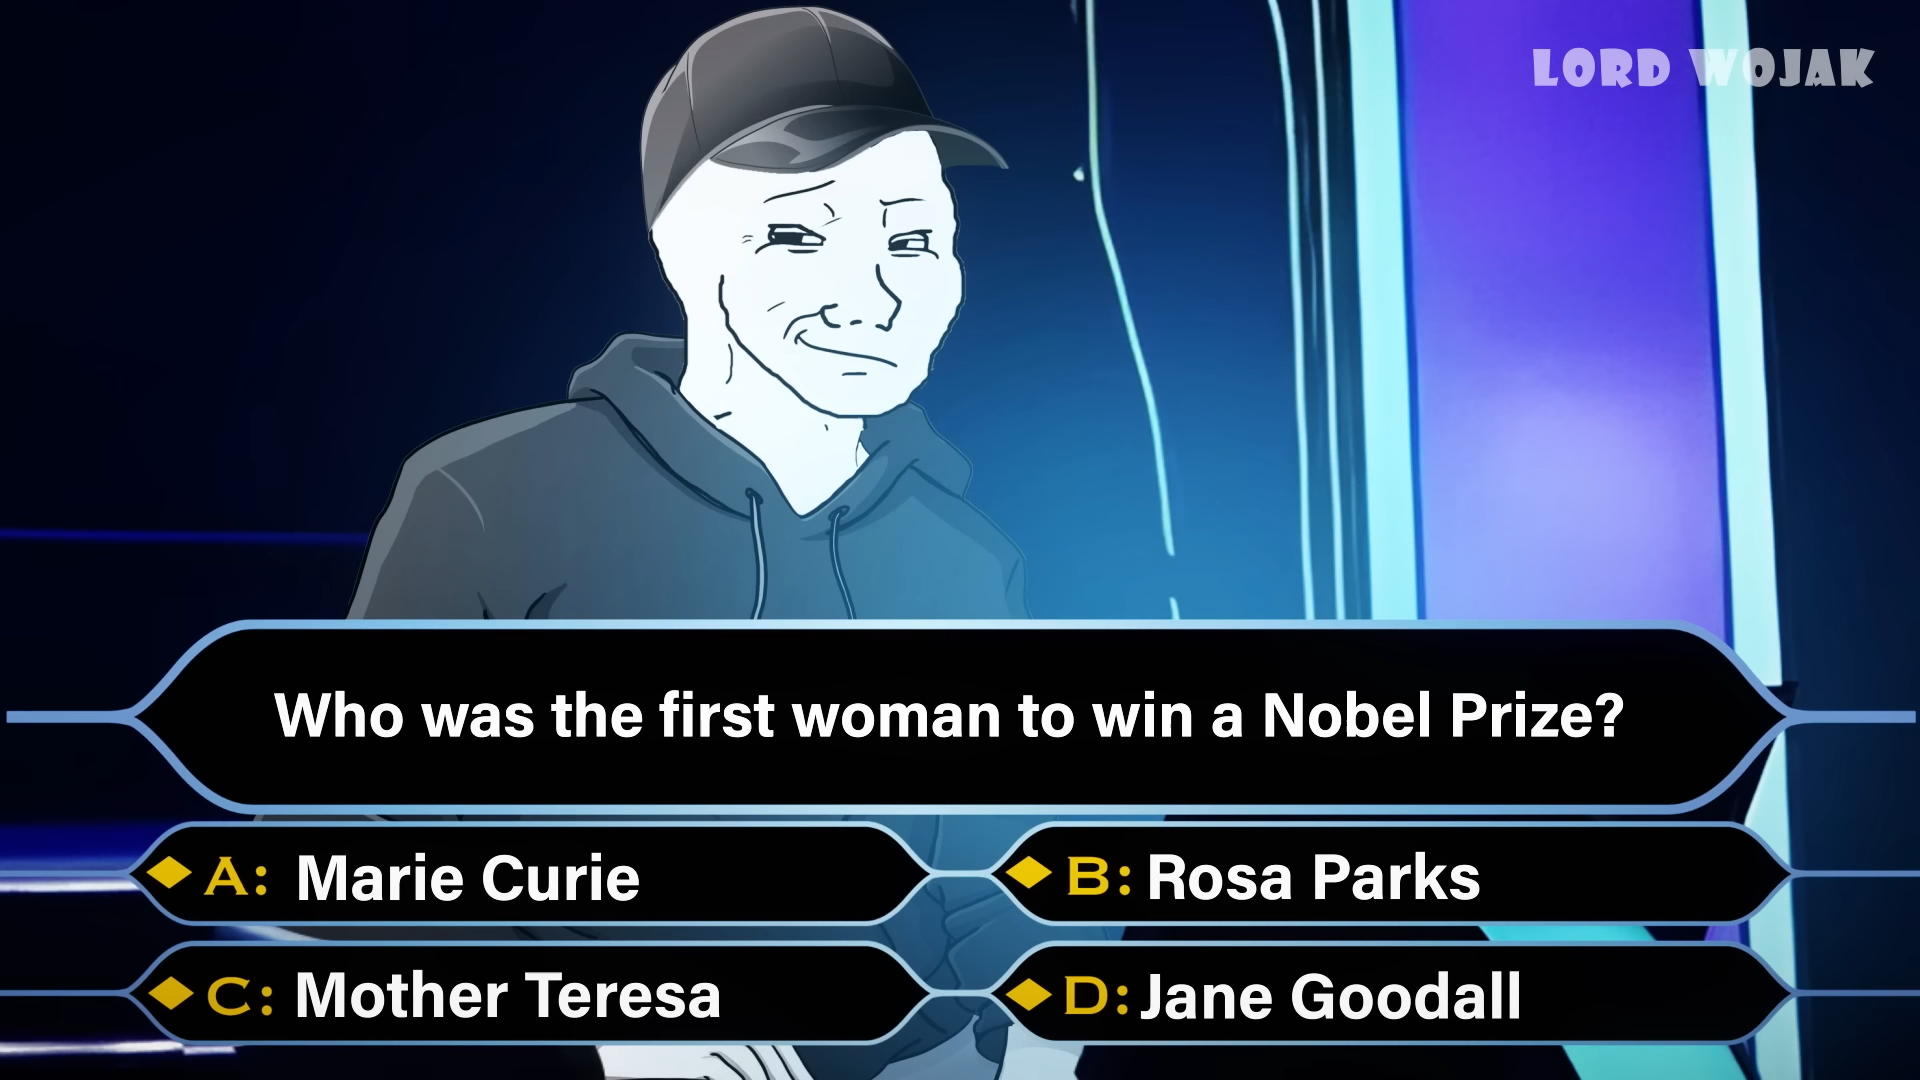 LORD WOJAK
Who was the first woman to win a Nobel Prize?
A: Marie Curie
B: Rosa Parks
C: Mother Teresa
D: Jane Goodall